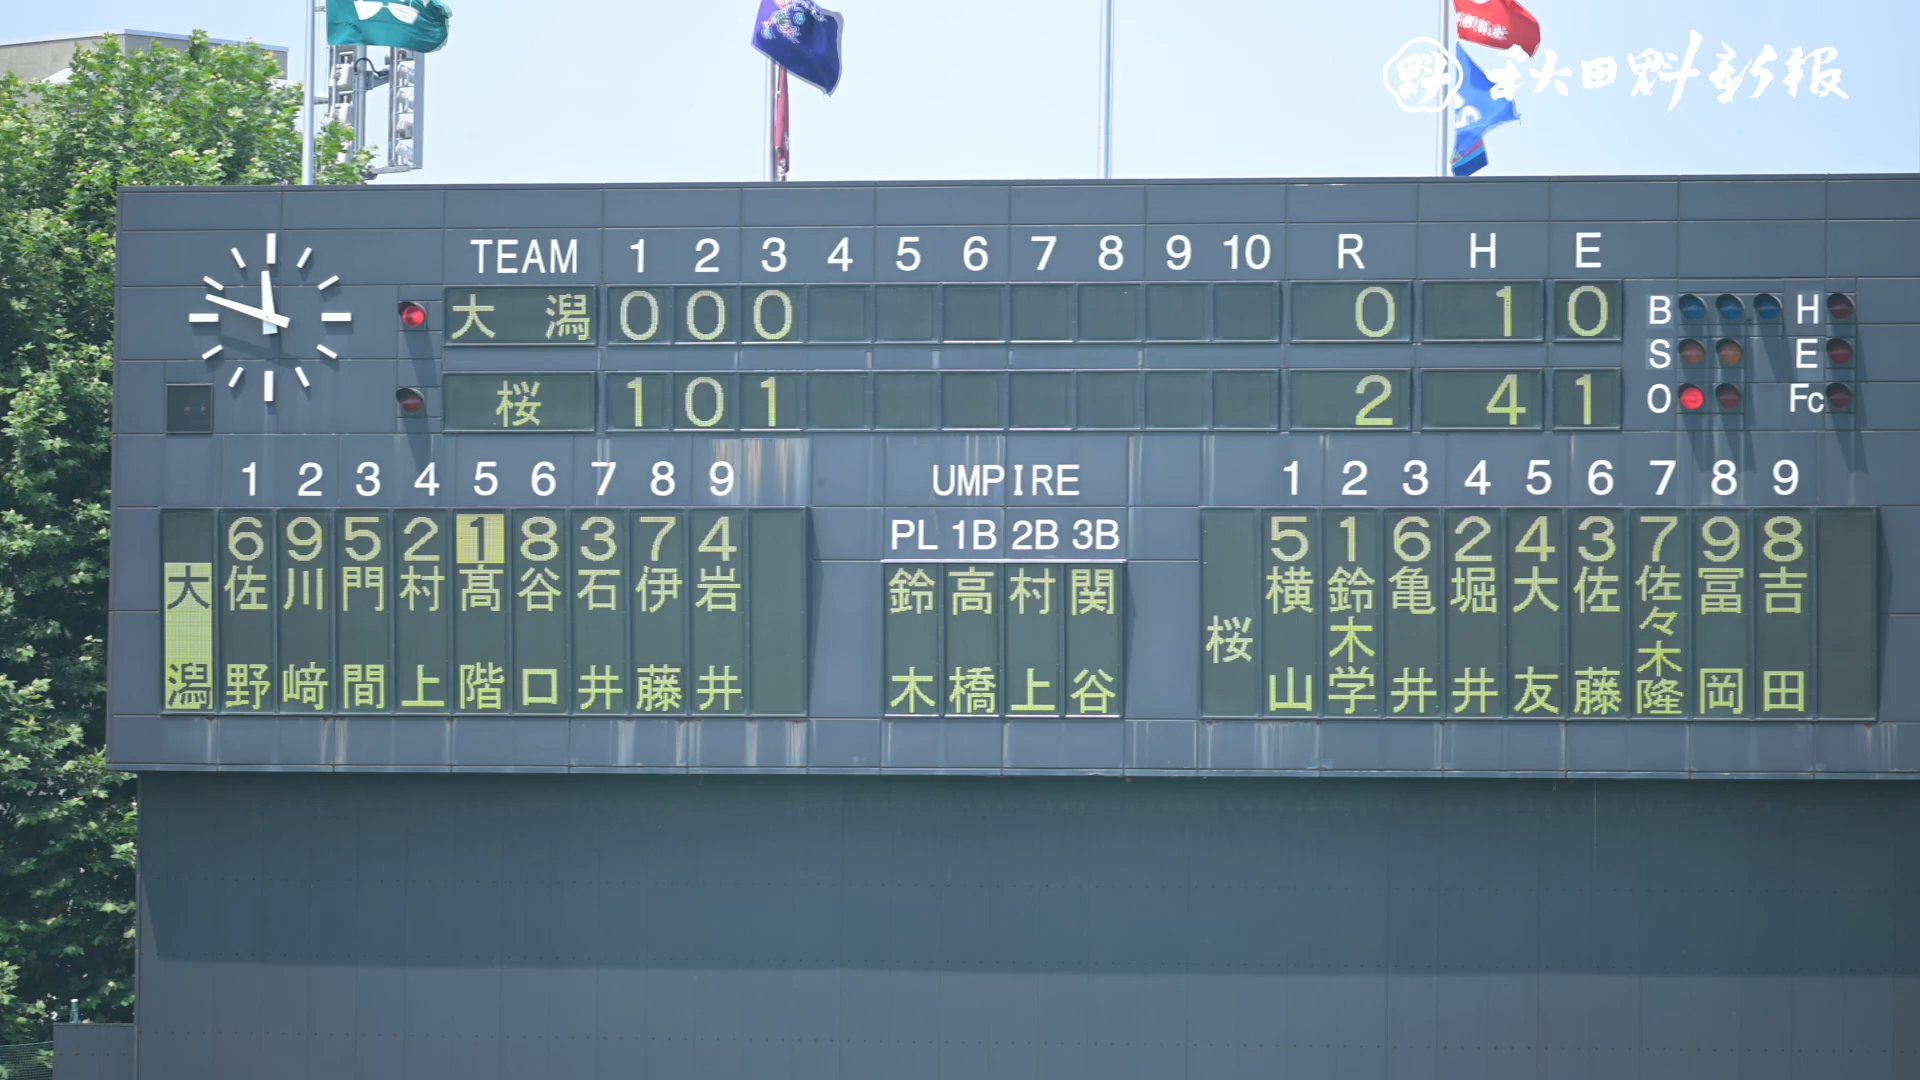 魁 秋田魁新報
TEAM 1 2 3 4 5 6 7 8 9 10 R H E
大潟 0 0 0 0 1 0 B H
S E
桜 1 0 1 2 4 1 O Fc
1 2 3 4 5 6 7 8 9
UMPIRE
1 2 3 4 5 6 7 8 9
6 9 5 2 1 8 3 7 4
PL 1B 2B 3B
5 1 6 2 4 3 7 9 8
大潟
佐野
川﨑
門間
村上
髙階
谷口
石井
伊藤
岩井
鈴木
高橋
村上
関谷
桜
横山
鈴木学
亀井
堀井
大友
佐藤
佐々木隆
冨岡
吉田